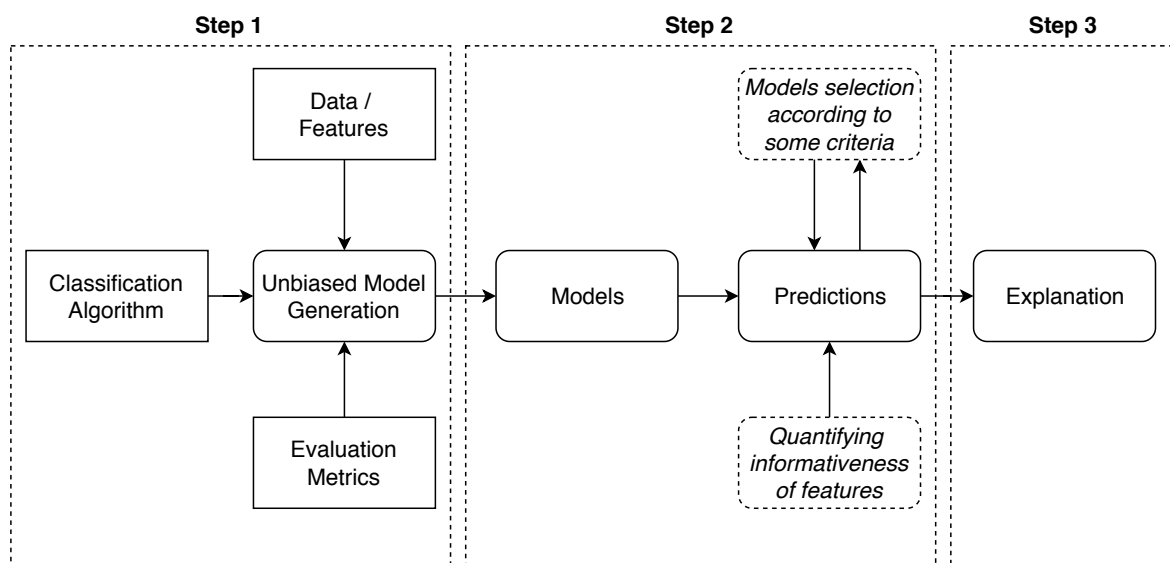 Step 1
Step 2
Step 3
Data /
Features
Models selection
according to
some criteria
Classification
Algorithm
Unbiased Model
Generation
Models
Predictions
Explanation
Evaluation
Metrics
Quantifying
informativeness
of features